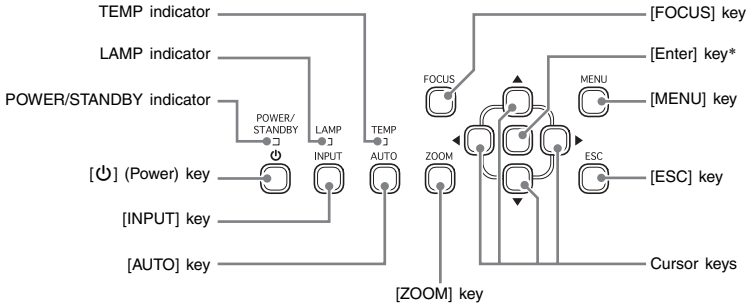 TEMP indicator
[FOCUS] key
LAMP indicator
[Enter] key*
POWER/STANDBY indicator
FOCUS
MENU
[MENU] key
POWER/
STANDBY
LAMP
TEMP
[⏻] (Power) key
⏻
INPUT
AUTO
ZOOM
ESC
[ESC] key
[INPUT] key
[AUTO] key
Cursor keys
[ZOOM] key